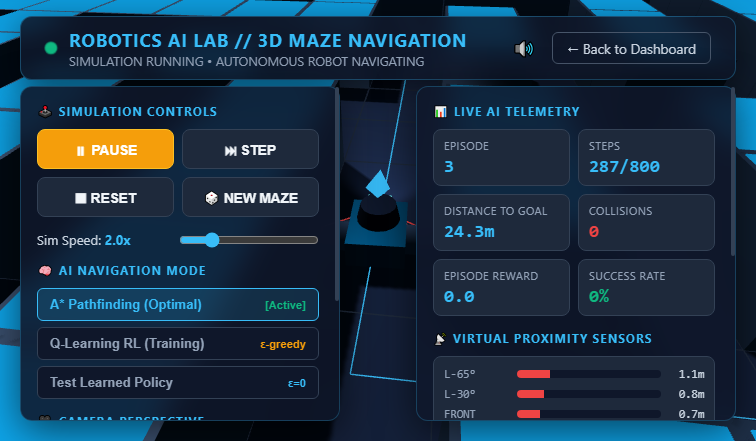 ROBOTICS AI LAB // 3D MAZE NAVIGATION
SIMULATION RUNNING • AUTONOMOUS ROBOT NAVIGATING
← Back to Dashboard
SIMULATION CONTROLS
PAUSE
STEP
RESET
NEW MAZE
Sim Speed: 2.0x
AI NAVIGATION MODE
A* Pathfinding (Optimal) [Active]
Q-Learning RL (Training) ε-greedy
Test Learned Policy ε=0
CAMERA PERSPECTIVE
LIVE AI TELEMETRY
EPISODE
3
STEPS
287/800
DISTANCE TO GOAL
24.3m
COLLISIONS
0
EPISODE REWARD
0.0
SUCCESS RATE
0%
VIRTUAL PROXIMITY SENSORS
L-65° 1.1m
L-30° 0.8m
FRONT 0.7m